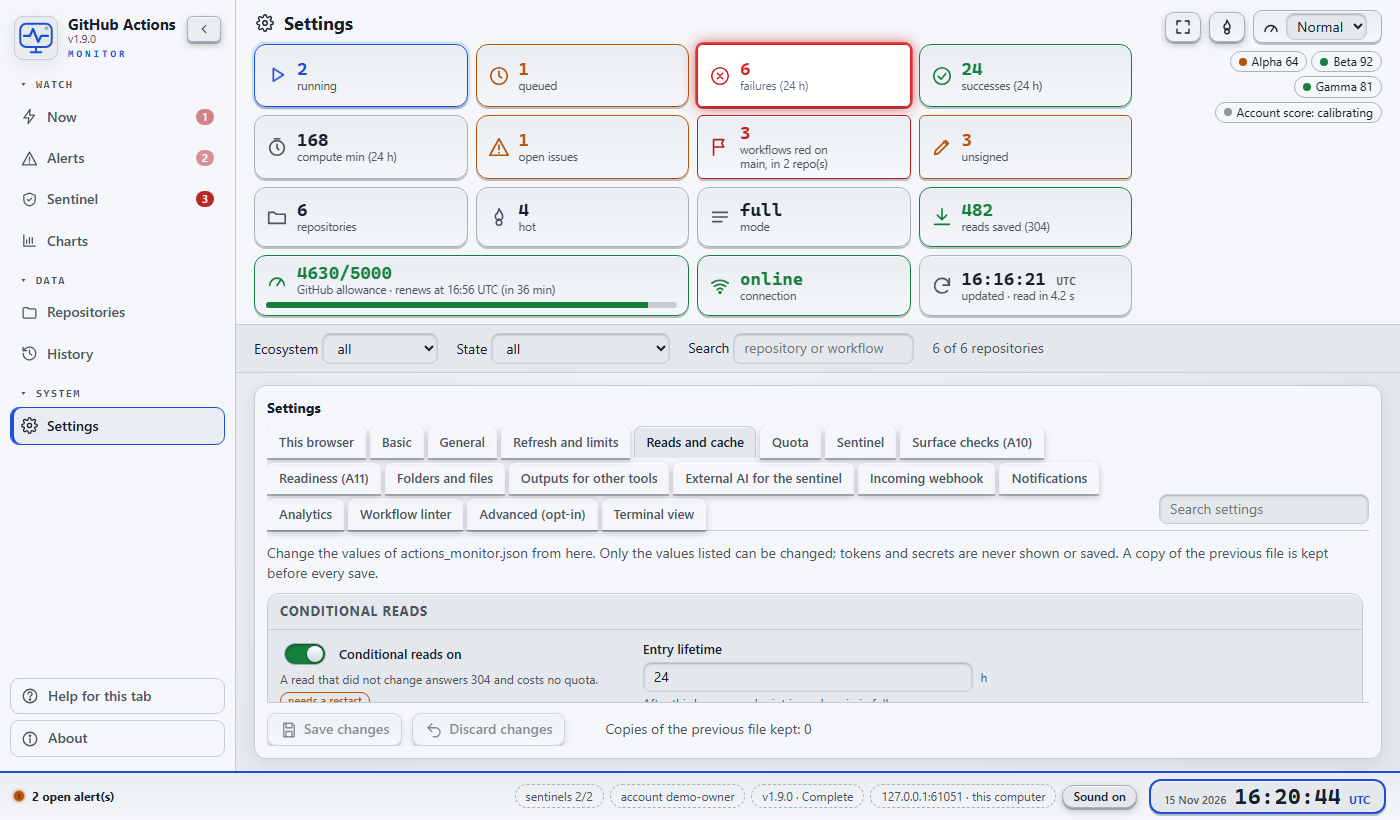 GitHub Actions
v1.9.0
MONITOR
WATCH
Now 1
Alerts 2
Sentinel 3
Charts
DATA
Repositories
History
SYSTEM
Settings
Help for this tab
About
Settings
Normal
Alpha 64
Beta 92
Gamma 81
Account score: calibrating
2
running
1
queued
6
failures (24 h)
24
successes (24 h)
168
compute min (24 h)
1
open issues
3
workflows red on
main, in 2 repo(s)
3
unsigned
6
repositories
4
hot
full
mode
482
reads saved (304)
4630/5000
GitHub allowance · renews at 16:56 UTC (in 36 min)
online
connection
16:16:21 UTC
updated · read in 4.2 s
Ecosystem all State all Search repository or workflow 6 of 6 repositories
Settings
This browser Basic General Refresh and limits Reads and cache Quota Sentinel Surface checks (A10)
Readiness (A11) Folders and files Outputs for other tools External AI for the sentinel Incoming webhook Notifications
Analytics Workflow linter Advanced (opt-in) Terminal view
Search settings
Change the values of actions_monitor.json from here. Only the values listed can be changed; tokens and secrets are never shown or saved. A copy of the previous file is kept
before every save.
CONDITIONAL READS
Conditional reads on
A read that did not change answers 304 and costs no quota.
needs a restart
Entry lifetime
24 h
Save changes Discard changes Copies of the previous file kept: 0
2 open alert(s)
sentinels 2/2
account demo-owner
v1.9.0 · Complete
127.0.0.1:61051 · this computer
Sound on
15 Nov 2026 16:20:44 UTC